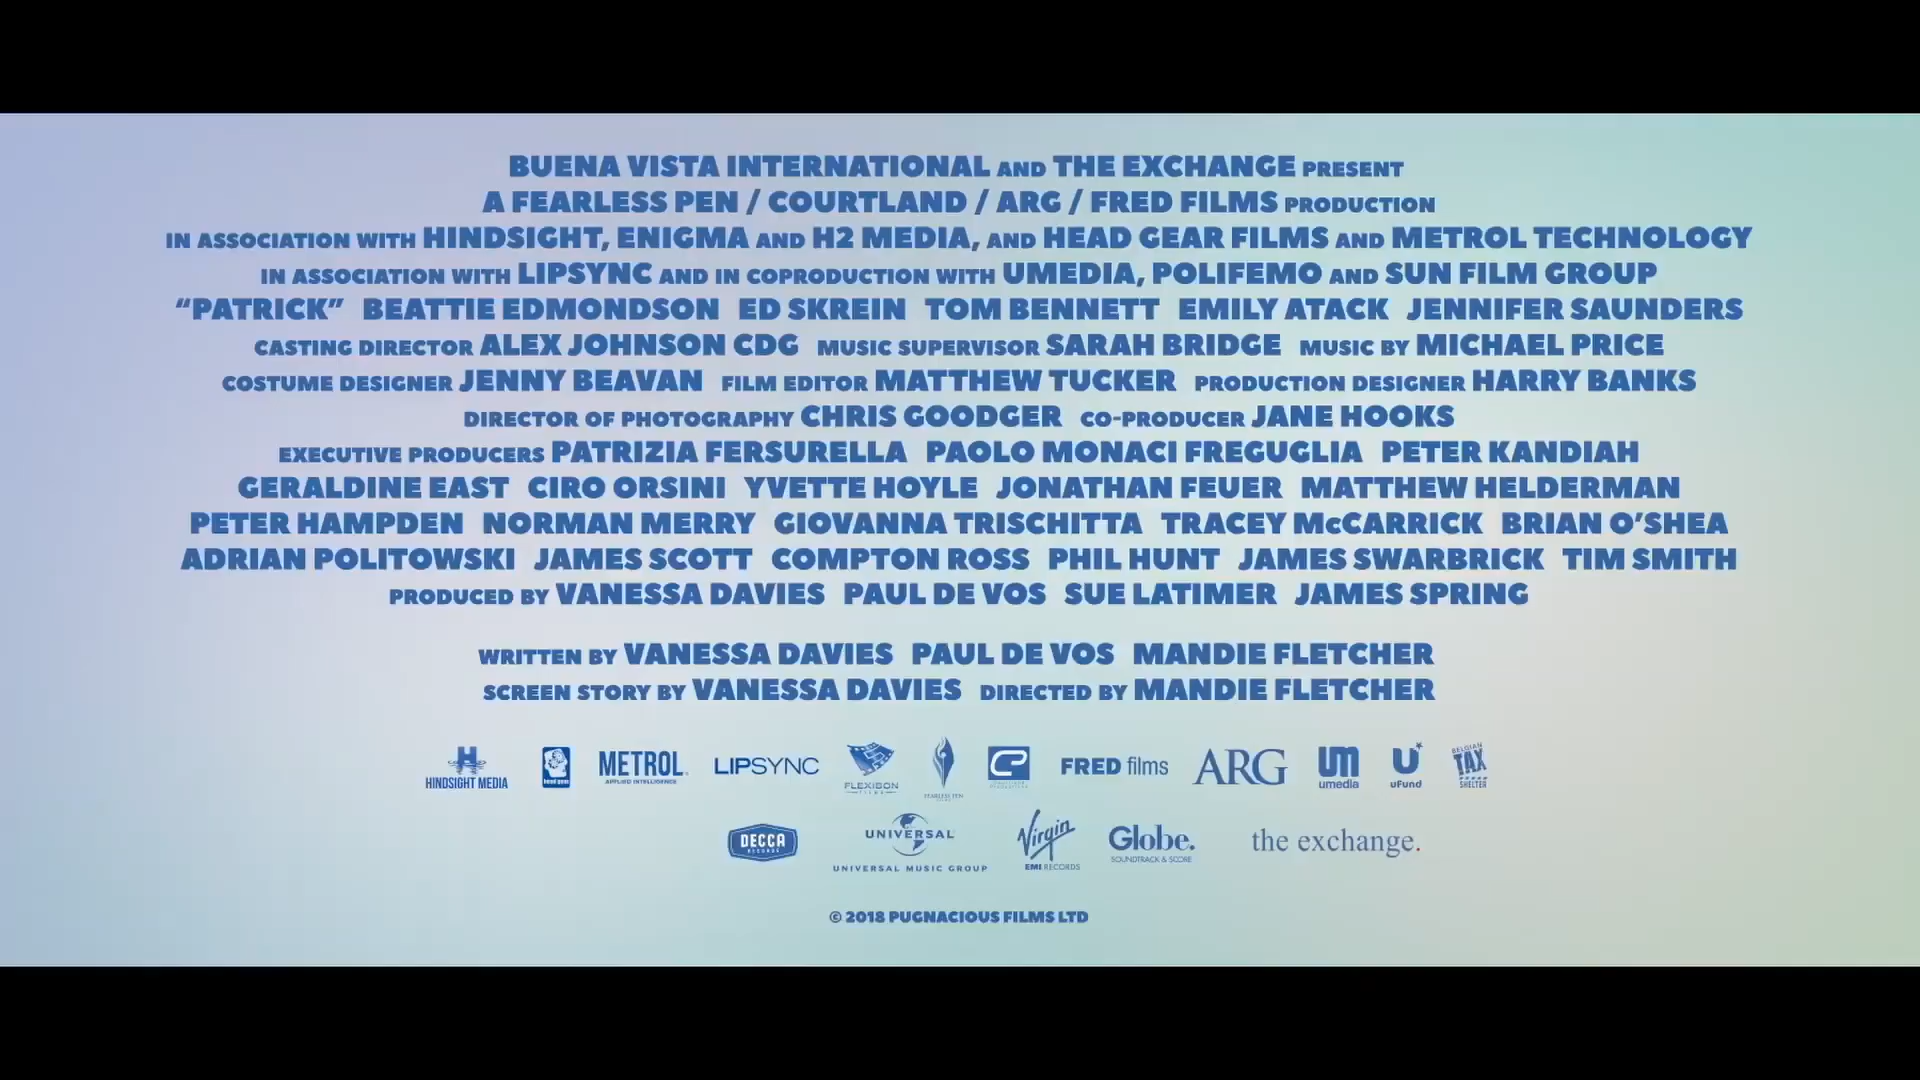 BUENA VISTA INTERNATIONAL AND THE EXCHANGE PRESENT
A FEARLESS PEN / COURTLAND / ARG / FRED FILMS PRODUCTION
IN ASSOCIATION WITH HINDSIGHT, ENIGMA AND H2 MEDIA, AND HEAD GEAR FILMS AND METROL TECHNOLOGY
IN ASSOCIATION WITH LIPSYNC AND IN COPRODUCTION WITH UMEDIA, POLIFEMO AND SUN FILM GROUP
“PATRICK” BEATTIE EDMONDSON ED SKREIN TOM BENNETT EMILY ATACK JENNIFER SAUNDERS
CASTING DIRECTOR ALEX JOHNSON CDG MUSIC SUPERVISOR SARAH BRIDGE MUSIC BY MICHAEL PRICE
COSTUME DESIGNER JENNY BEAVAN FILM EDITOR MATTHEW TUCKER PRODUCTION DESIGNER HARRY BANKS
DIRECTOR OF PHOTOGRAPHY CHRIS GOODGER CO-PRODUCER JANE HOOKS
EXECUTIVE PRODUCERS PATRIZIA FERSURELLA PAOLO MONACI FREGUGLIA PETER KANDIAH
GERALDINE EAST CIRO ORSINI YVETTE HOYLE JONATHAN FEUER MATTHEW HELDERMAN
PETER HAMPDEN NORMAN MERRY GIOVANNA TRISCHITTA TRACEY McCARRICK BRIAN O’SHEA
ADRIAN POLITOWSKI JAMES SCOTT COMPTON ROSS PHIL HUNT JAMES SWARBRICK TIM SMITH
PRODUCED BY VANESSA DAVIES PAUL DE VOS SUE LATIMER JAMES SPRING
WRITTEN BY VANESSA DAVIES PAUL DE VOS MANDIE FLETCHER
SCREEN STORY BY VANESSA DAVIES DIRECTED BY MANDIE FLETCHER
H
HINDSIGHT MEDIA
head gear
METROL
APPLIED INTELLIGENCE
LIPSYNC
FLEXIBON
FILMS
FEARLESS PEN
FRED films
ARG
um
umedia
U
uFund
BELGIAN
TAX
SHELTER
DECCA
RECORDS
UNIVERSAL
UNIVERSAL MUSIC GROUP
Virgin
EMI RECORDS
Globe.
SOUNDTRACK & SCORE
the exchange.
© 2018 PUGNACIOUS FILMS LTD